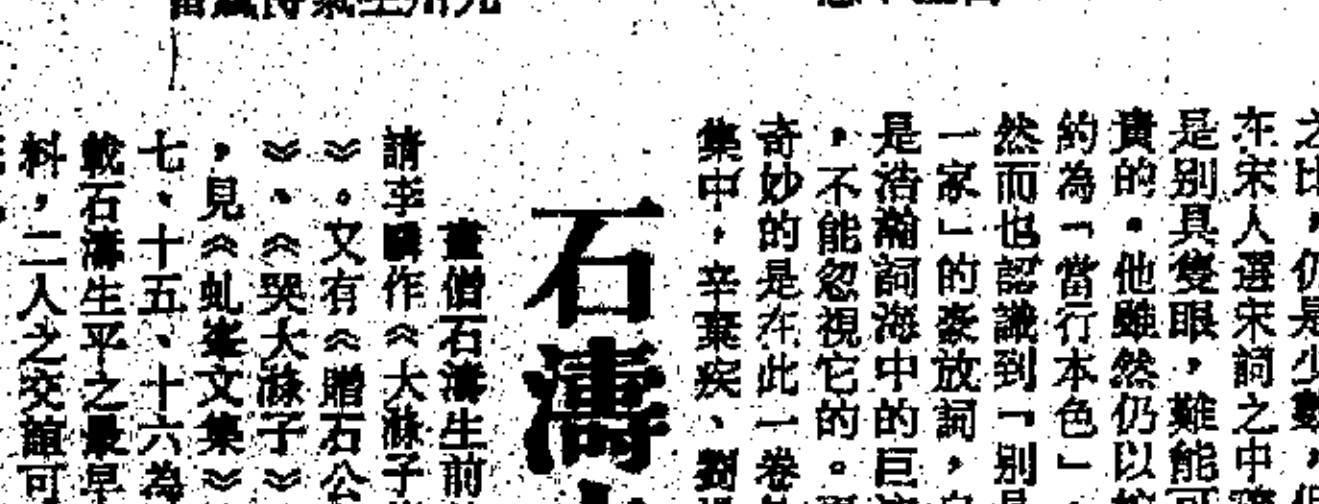 之比，仍是少數，但
在宋人選宋詞之中
是别具隻眼，難能可
貴的。他雖然仍以
約為「當行本色」，
然而也認識到「别是
一家」的豪放詞，
是浩瀚詞海中的巨
，不能忽視它的。
奇妙的是在此一卷
集中，辛棄疾、劉過
石濤
畫僧石濤生前
請李驎作《大滌子
》。又有《贈石公
》、《哭大滌子》
，見《虬峯文集》
七、十五、十六為
載石濤生平之最早
料，二人之交誼可